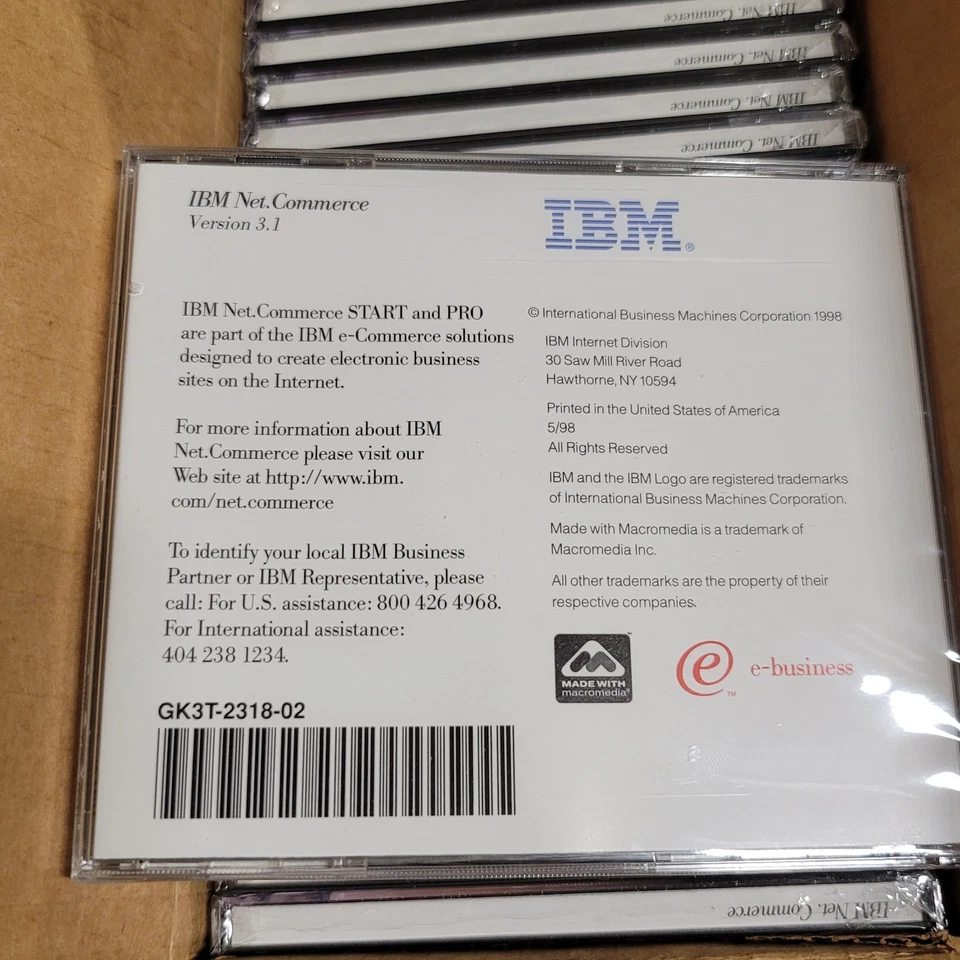 IBM Net.Commerce
IBM Net.Commerce
IBM Net.Commerce
IBM Net.Commerce
IBM Net.Commerce
Version 3.1
IBM®
IBM Net.Commerce START and PRO
are part of the IBM e-Commerce solutions
designed to create electronic business
sites on the Internet.
For more information about IBM
Net.Commerce please visit our
Web site at http://www.ibm.
com/net.commerce
To identify your local IBM Business
Partner or IBM Representative, please
call: For U.S. assistance: 800 426 4968.
For International assistance:
404 238 1234.
GK3T-2318-02
© International Business Machines Corporation 1998
IBM Internet Division
30 Saw Mill River Road
Hawthorne, NY 10594
Printed in the United States of America
5/98
All Rights Reserved
IBM and the IBM Logo are registered trademarks
of International Business Machines Corporation.
Made with Macromedia is a trademark of
Macromedia Inc.
All other trademarks are the property of their
respective companies.
MADE WITH
macromedia®
™
e ™ e-business
IBM Net.Commerce